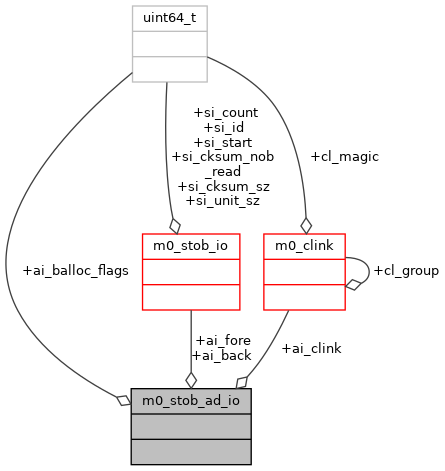 uint64_t
+si_count
+si_id
+si_start
+si_cksum_nob
_read
+si_cksum_sz
+si_unit_sz
+cl_magic
m0_stob_io
m0_clink
+ai_balloc_flags
+cl_group
+ai_fore
+ai_back
+ai_clink
m0_stob_ad_io